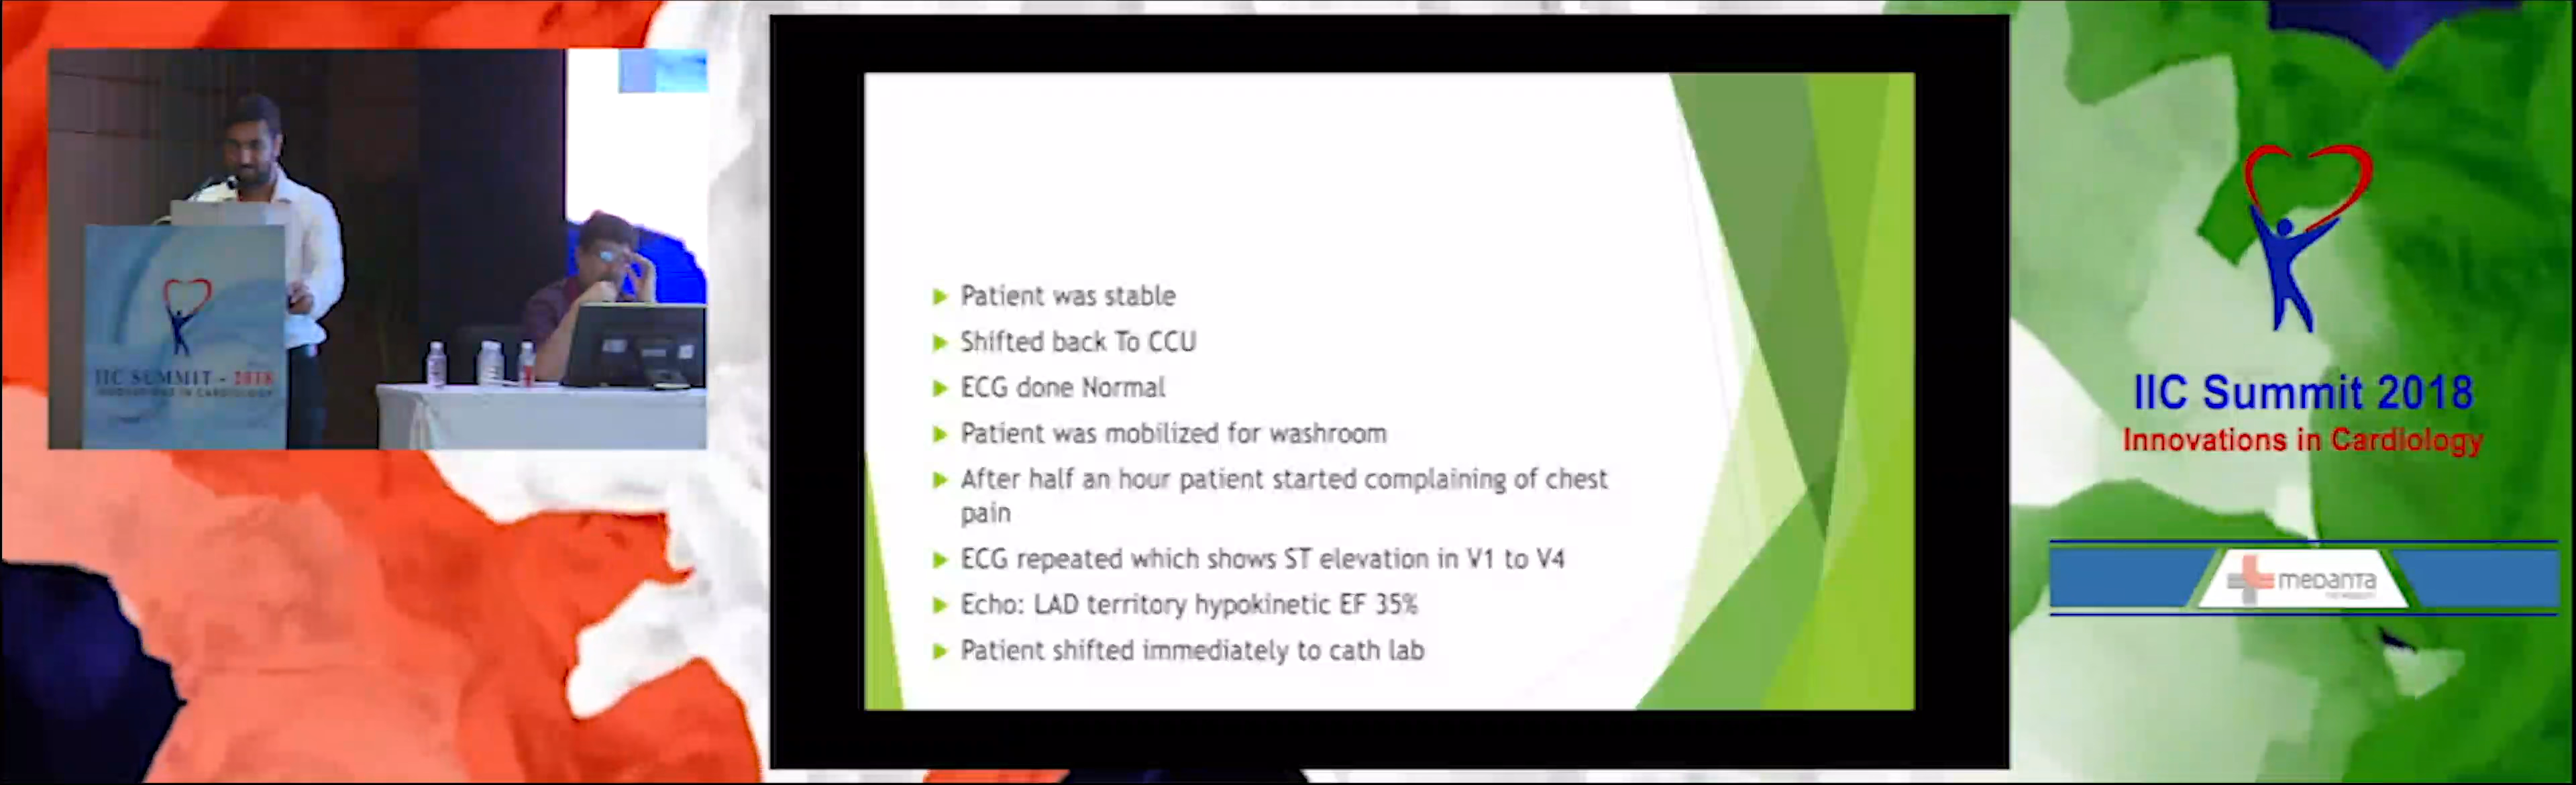 IIC SUMMIT - 2018
INNOVATIONS IN CARDIOLOGY
Patient was stable
Shifted back To CCU
ECG done Normal
Patient was mobilized for washroom
After half an hour patient started complaining of chest
pain
ECG repeated which shows ST elevation in V1 to V4
Echo: LAD territory hypokinetic EF 35%
Patient shifted immediately to cath lab
IIC Summit 2018
Innovations in Cardiology
medanta